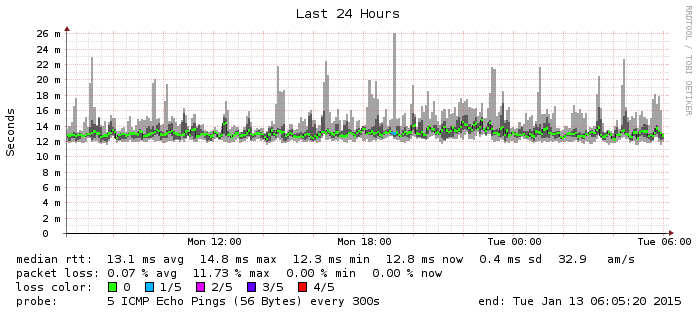 Last 24 Hours
RRDTOOL / TOBI OETIKER
Seconds
26 m
24 m
22 m
20 m
18 m
16 m
14 m
12 m
10 m
8 m
6 m
4 m
2 m
0
Mon 12:00 Mon 18:00 Tue 00:00 Tue 06:00
median rtt: 13.1 ms avg 14.8 ms max 12.3 ms min 12.8 ms now 0.4 ms sd 32.9 am/s
packet loss: 0.07 % avg 11.73 % max 0.00 % min 0.00 % now
loss color: 0 1/5 2/5 3/5 4/5
probe: 5 ICMP Echo Pings (56 Bytes) every 300s end: Tue Jan 13 06:05:20 2015